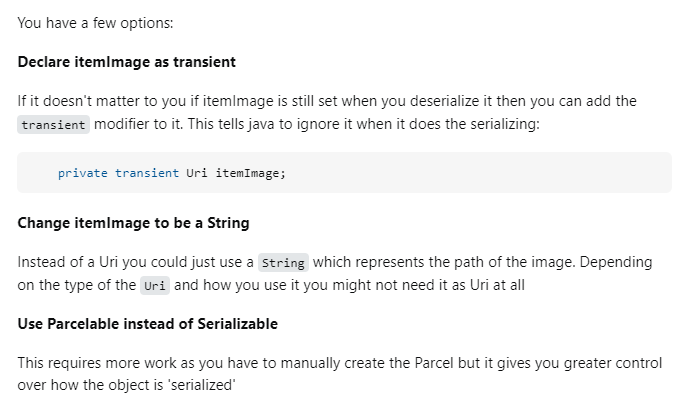 You have a few options:
Declare itemImage as transient
If it doesn't matter to you if itemImage is still set when you deserialize it then you can add the
transient modifier to it. This tells java to ignore it when it does the serializing:
private transient Uri itemImage;
Change itemImage to be a String
Instead of a Uri you could just use a String which represents the path of the image. Depending
on the type of the Uri and how you use it you might not need it as Uri at all
Use Parcelable instead of Serializable
This requires more work as you have to manually create the Parcel but it gives you greater control
over how the object is 'serialized'